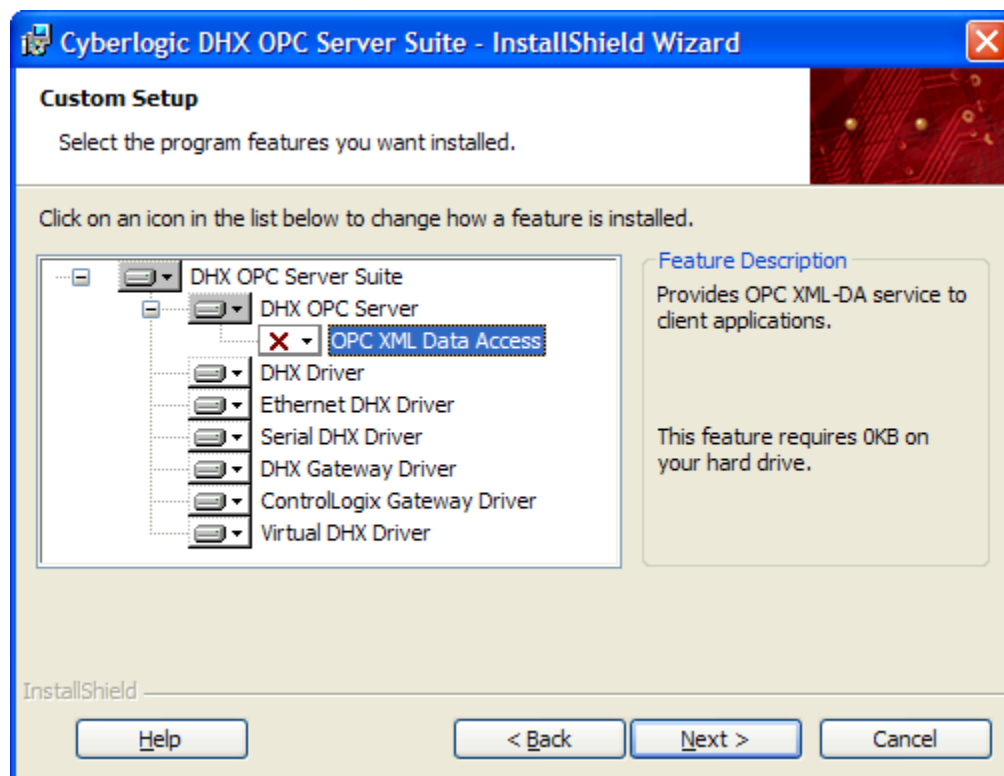 Cyberlogic DHX OPC Server Suite - InstallShield Wizard
Custom Setup
Select the program features you want installed.
Click on an icon in the list below to change how a feature is installed.
DHX OPC Server Suite
DHX OPC Server
OPC XML Data Access
DHX Driver
Ethernet DHX Driver
Serial DHX Driver
DHX Gateway Driver
ControlLogix Gateway Driver
Virtual DHX Driver
Feature Description
Provides OPC XML-DA service to
client applications.
This feature requires 0KB on
your hard drive.
InstallShield
Help
< Back
Next >
Cancel